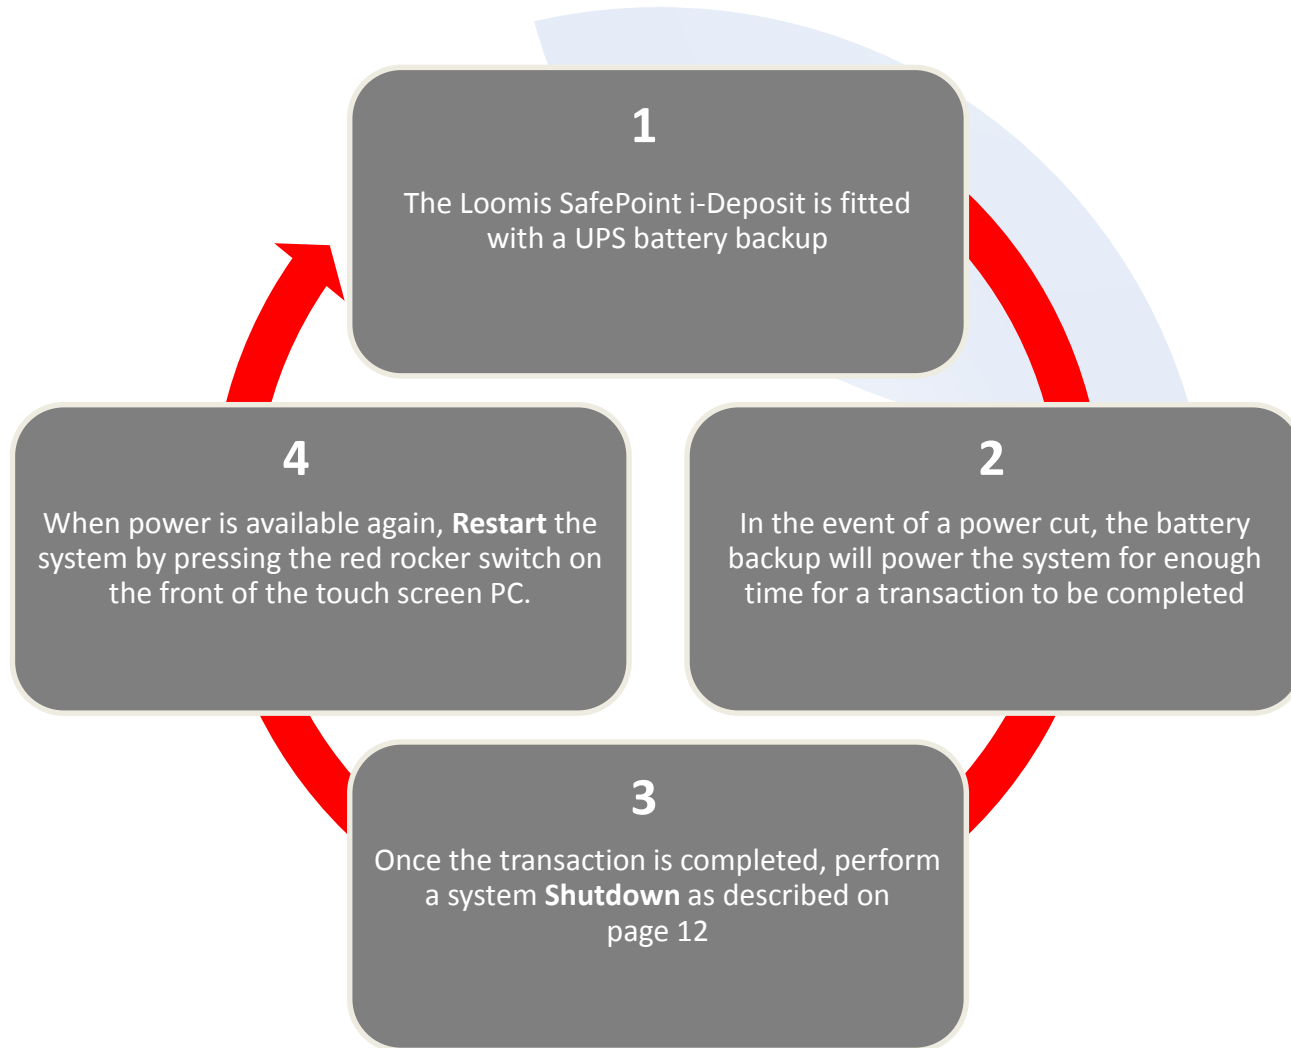 1
The Loomis SafePoint i-Deposit is fitted
with a UPS battery backup
2
In the event of a power cut, the battery
backup will power the system for enough
time for a transaction to be completed
3
Once the transaction is completed, perform
a system Shutdown as described on
page 12
4
When power is available again, Restart the
system by pressing the red rocker switch on
the front of the touch screen PC.